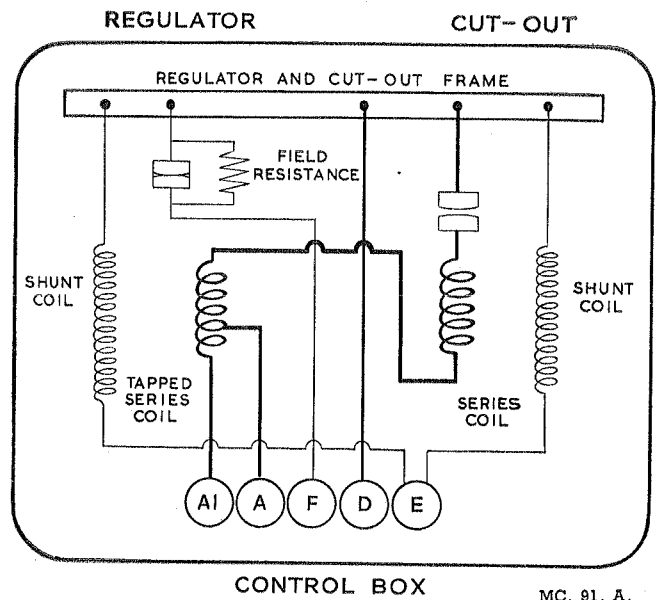 REGULATOR
CUT-OUT
REGULATOR AND CUT-OUT FRAME
FIELD
RESISTANCE
SHUNT
COIL
SHUNT
COIL
TAPPED
SERIES
COIL
SERIES
COIL
A1
A
F
D
E
CONTROL BOX
MC. 91. A.